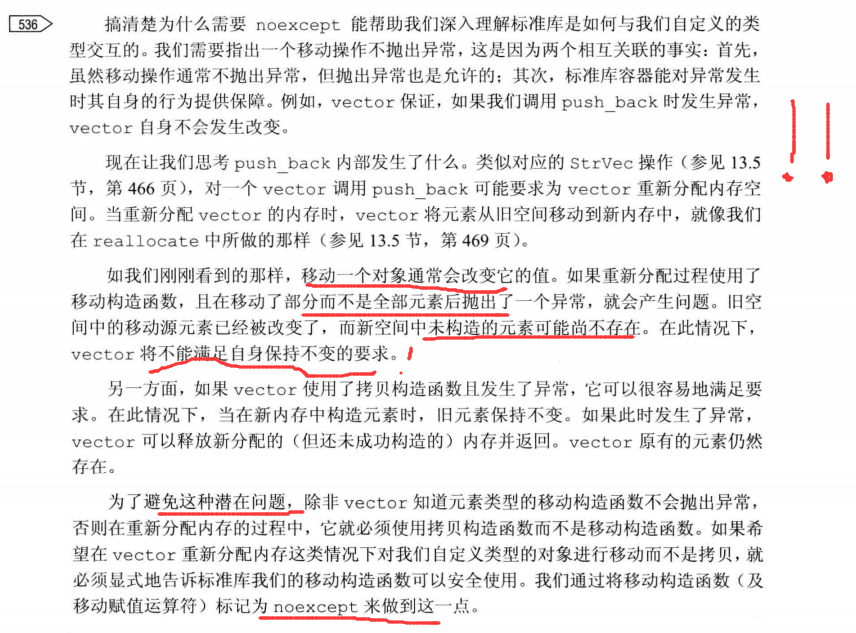 536
搞清楚为什么需要 noexcept 能帮助我们深入理解标准库是如何与我们自定义的类
型交互的。我们需要指出一个移动操作不抛出异常，这是因为两个相互关联的事实：首先，
虽然移动操作通常不抛出异常，但抛出异常也是允许的；其次，标准库容器能对异常发生
时其自身的行为提供保障。例如，vector 保证，如果我们调用 push_back 时发生异常，
vector 自身不会发生改变。
现在让我们思考 push_back 内部发生了什么。类似对应的 StrVec 操作（参见 13.5
节，第 466 页），对一个 vector 调用 push_back 可能要求为 vector 重新分配内存空
间。当重新分配 vector 的内存时，vector 将元素从旧空间移动到新内存中，就像我们
在 reallocate 中所做的那样（参见 13.5 节，第 469 页）。
如我们刚刚看到的那样，移动一个对象通常会改变它的值。如果重新分配过程使用了
移动构造函数，且在移动了部分而不是全部元素后抛出了一个异常，就会产生问题。旧空
间中的移动源元素已经被改变了，而新空间中未构造的元素可能尚不存在。在此情况下，
vector 将不能满足自身保持不变的要求。
另一方面，如果 vector 使用了拷贝构造函数且发生了异常，它可以很容易地满足要
求。在此情况下，当在新内存中构造元素时，旧元素保持不变。如果此时发生了异常，
vector 可以释放新分配的（但还未成功构造的）内存并返回。vector 原有的元素仍然
存在。
为了避免这种潜在问题，除非 vector 知道元素类型的移动构造函数不会抛出异常，
否则在重新分配内存的过程中，它就必须使用拷贝构造函数而不是移动构造函数。如果希
望在 vector 重新分配内存这类情况下对我们自定义类型的对象进行移动而不是拷贝，就
必须显式地告诉标准库我们的移动构造函数可以安全使用。我们通过将移动构造函数（及
移动赋值运算符）标记为 noexcept 来做到这一点。
!!